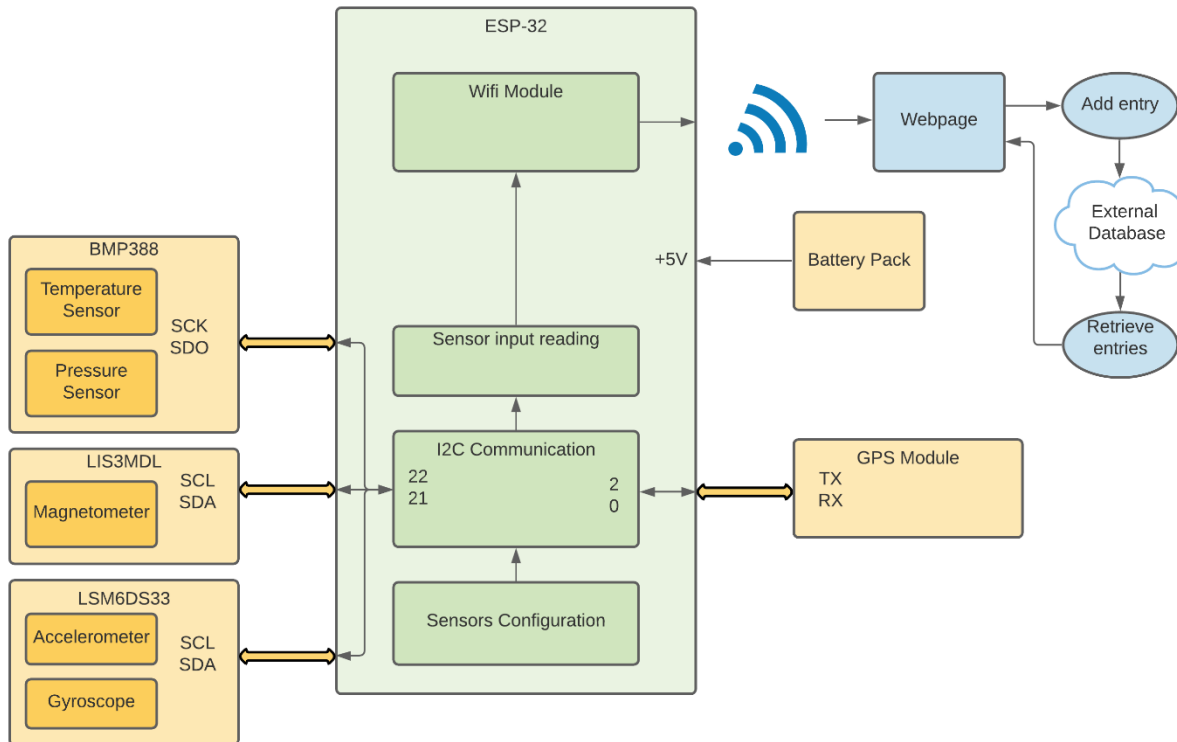 ESP-32
Wifi Module
Webpage
Add entry
External
Database
Retrieve
entries
+5V
Battery Pack
BMP388
Temperature
Sensor
Pressure
Sensor
SCK
SDO
Sensor input reading
I2C Communication
22
21
2
0
GPS Module
TX
RX
LIS3MDL
Magnetometer
SCL
SDA
Sensors Configuration
LSM6DS33
Accelerometer
Gyroscope
SCL
SDA